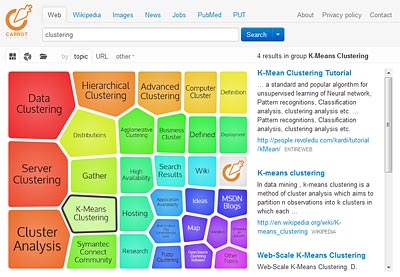 Web Wikipedia Images News Jobs PubMed PUT
About Privacy policy Contact
CARROT
clustering
Search
by topic URL other
4 results in group K-Means Clustering
Data Clustering
Hierarchical Clustering
Advanced Clustering
Computer Cluster
Definition
Distributions
Agglomerative Clustering
Business Cluster
Defined
Deployment
Server Clustering
Gather
High Availability
Search Results
Wiki
K-Means Clustering
Hosting
Application Availability
Ideas
MSDN Blogs
Cluster Analysis
Symantec Connect Community
Research
Fuzzy Clustering
Map
Open Source Clustering Software
Other Topics
K-Mean Clustering Tutorial
... a standard and popular algorithm for
unsupervised learning of Neural network,
Pattern recognitions, Classification
analysis, clustering analysis etc. ...
Pattern recognitions, Classification
analysis, clustering analysis etc
http://people.revoledu.com/kardi/tutorial
/kMean/ ENTIREWEB
K-means clustering
In data mining , k-means clustering is a
method of cluster analysis which aims to
partition n observations into k clusters in
which each ...
http://en.wikipedia.org/wiki/K-
means_clustering WIKIPEDIA
Web-Scale K-Means Clustering
Web-Scale K-Means Clustering D.